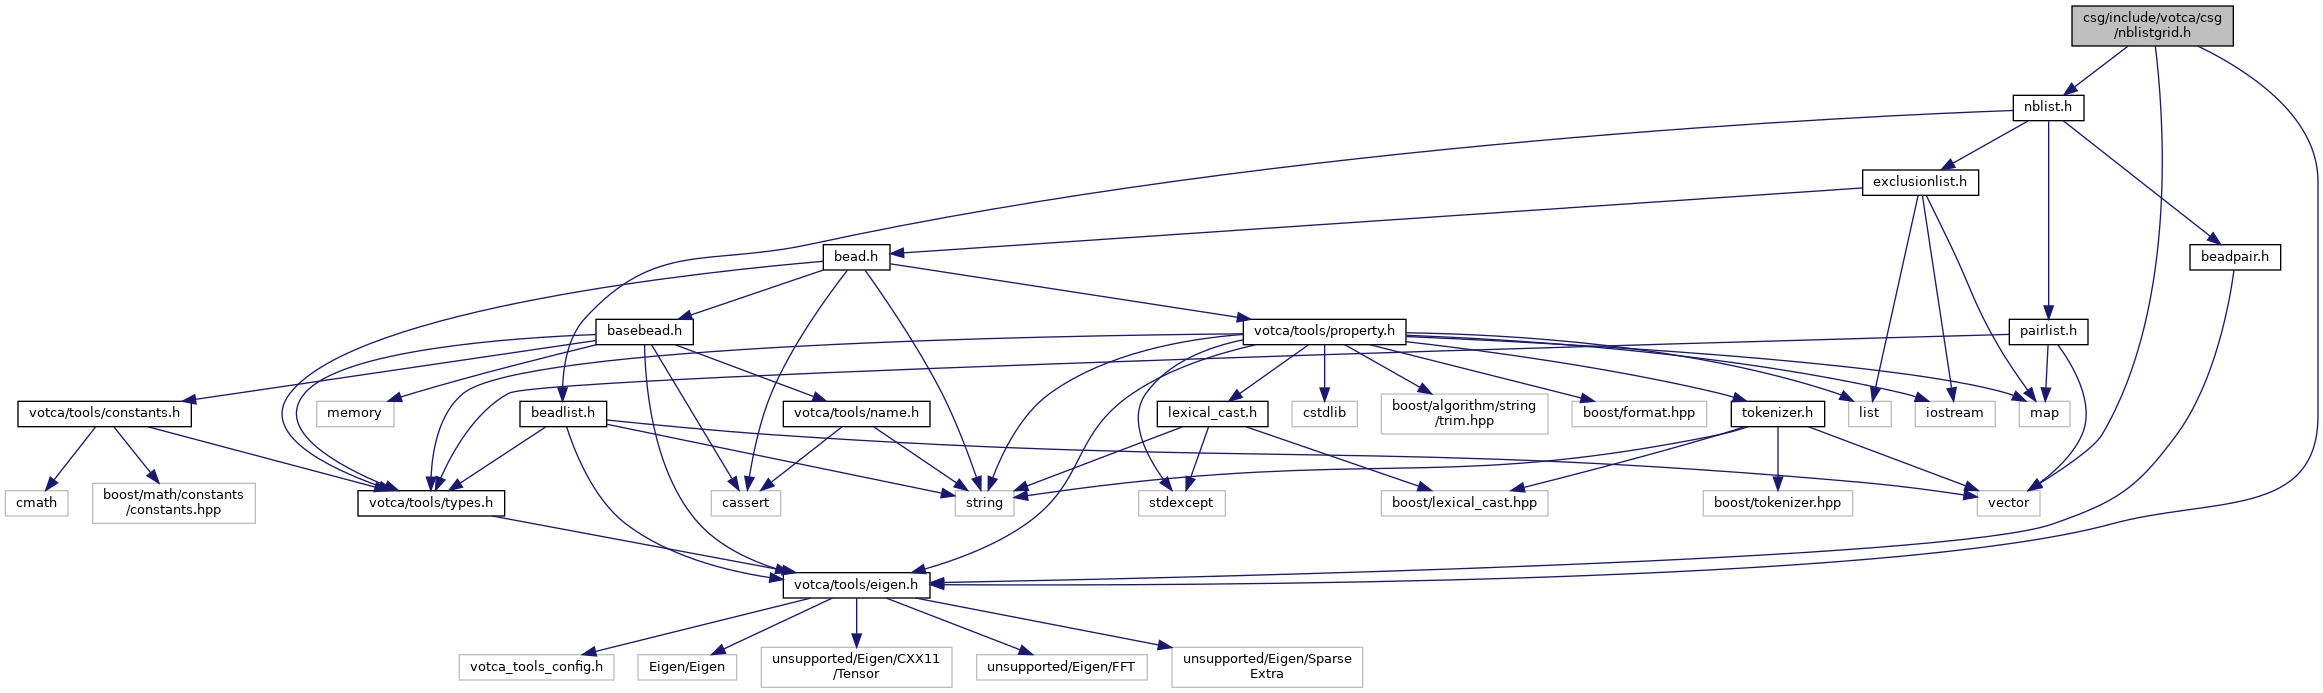 csg/include/votca/csg
/nblistgrid.h
nblist.h
exclusionlist.h
bead.h
beadpair.h
basebead.h
votca/tools/property.h
pairlist.h
votca/tools/constants.h
memory
beadlist.h
votca/tools/name.h
lexical_cast.h
cstdlib
boost/algorithm/string
/trim.hpp
boost/format.hpp
tokenizer.h
list
iostream
map
cmath
boost/math/constants
/constants.hpp
votca/tools/types.h
cassert
string
stdexcept
boost/lexical_cast.hpp
boost/tokenizer.hpp
vector
votca/tools/eigen.h
votca_tools_config.h
Eigen/Eigen
unsupported/Eigen/CXX11
/Tensor
unsupported/Eigen/FFT
unsupported/Eigen/Sparse
Extra